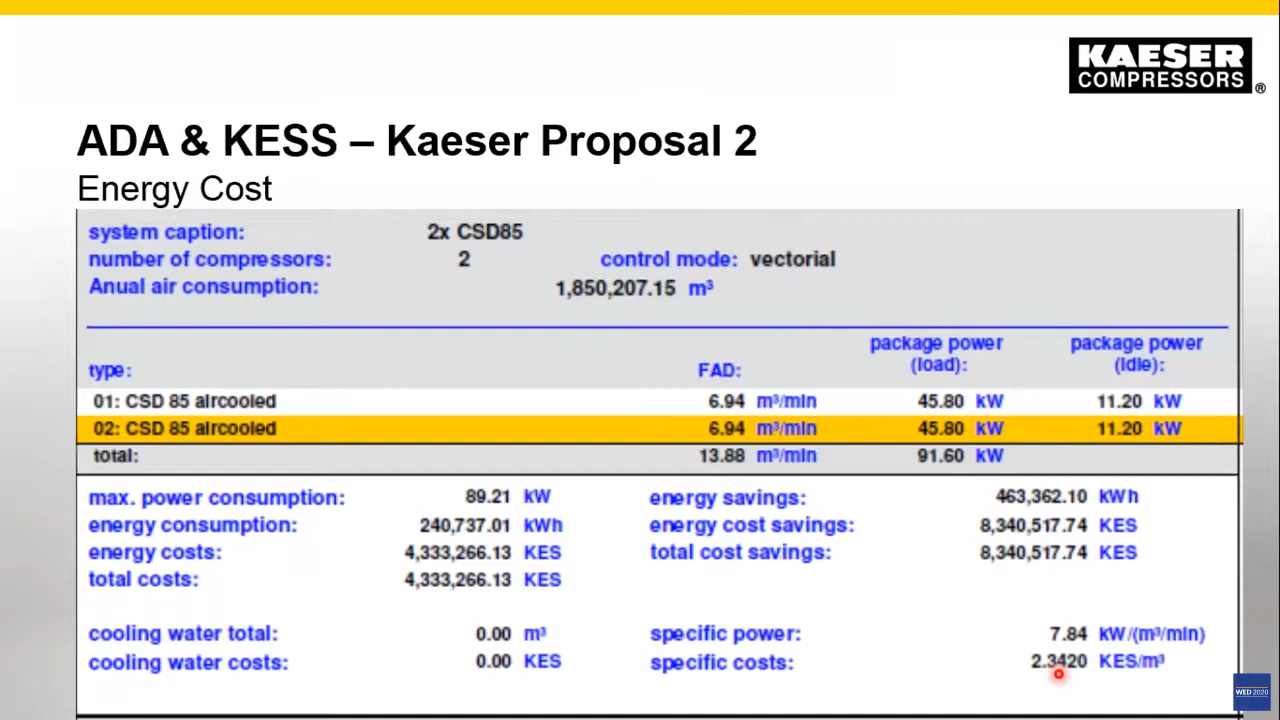 KAESER
COMPRESSORS®
ADA & KESS – Kaeser Proposal 2
Energy Cost
system caption: 2x CSD85
number of compressors: 2 control mode: vectorial
Anual air consumption: 1,850,207.15 m³
type: FAD: package power (load): package power (idle):
01: CSD 85 aircooled 6.94 m³/min 45.80 kW 11.20 kW
02: CSD 85 aircooled 6.94 m³/min 45.80 kW 11.20 kW
total: 13.88 m³/min 91.60 kW
max. power consumption: 89.21 kW energy savings: 463,362.10 kWh
energy consumption: 240,737.01 kWh energy cost savings: 8,340,517.74 KES
energy costs: 4,333,266.13 KES total cost savings: 8,340,517.74 KES
total costs: 4,333,266.13 KES
cooling water total: 0.00 m³ specific power: 7.84 kW/(m³/min)
cooling water costs: 0.00 KES specific costs: 2.3420 KES/m³
WED 2020